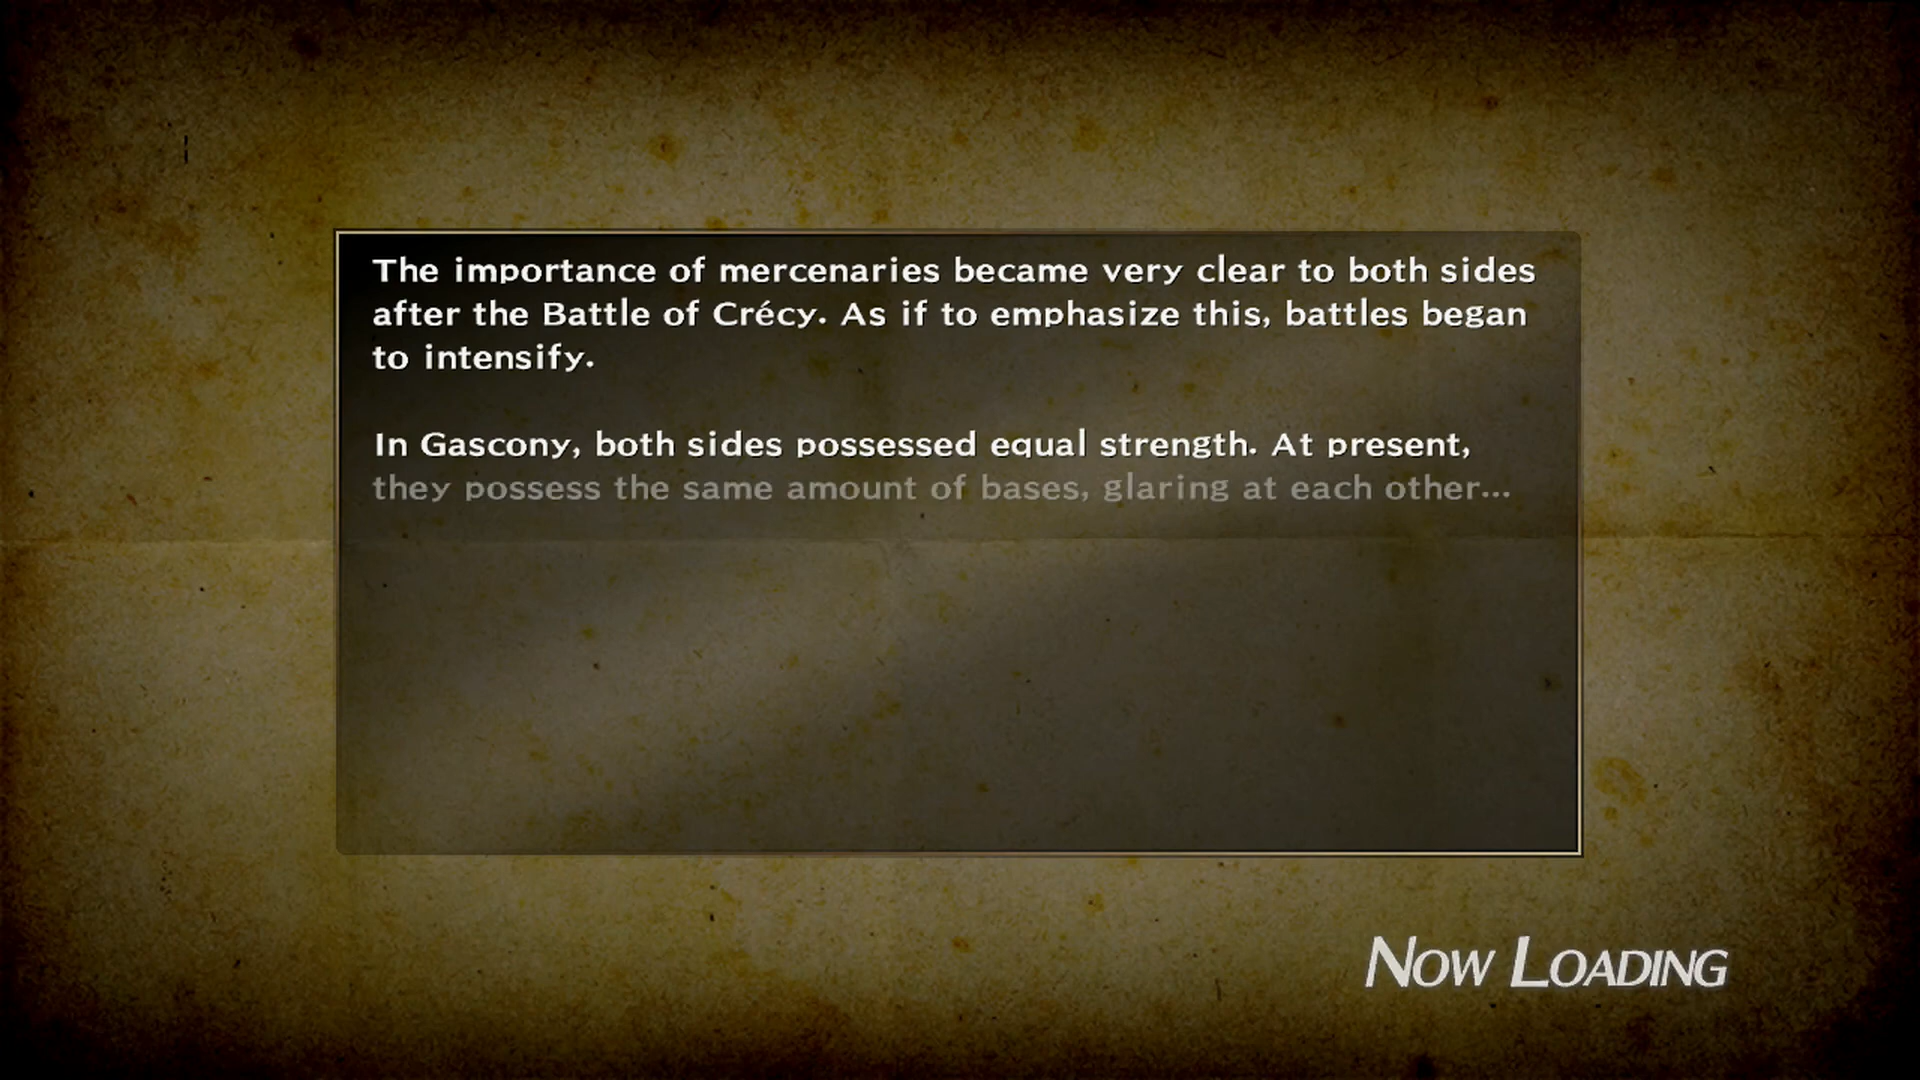 The importance of mercenaries became very clear to both sides
after the Battle of Crécy. As if to emphasize this, battles began
to intensify.
In Gascony, both sides possessed equal strength. At present,
they possess the same amount of bases, glaring at each other...
NOW LOADING